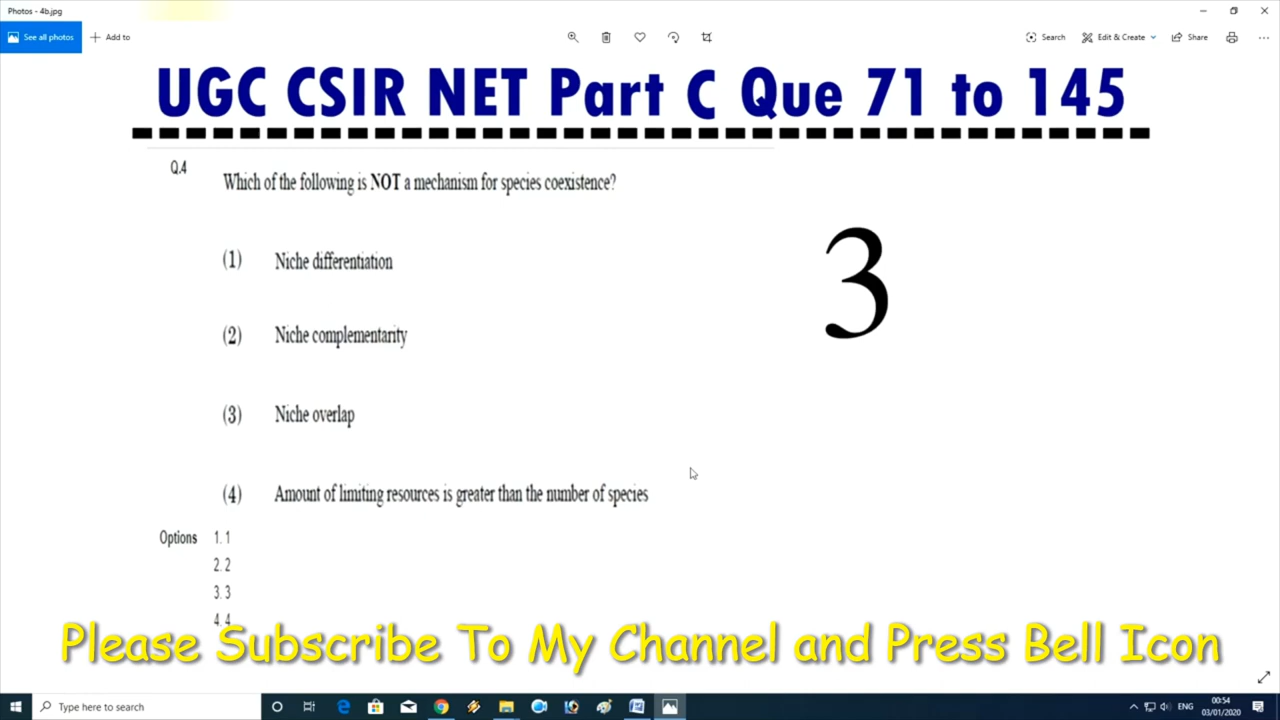 Photos - 4b.jpg
See all photos
Add to
Search
Edit & Create
Share
UGC CSIR NET Part C Que 71 to 145
Q.4
Which of the following is NOT a mechanism for species coexistence?
3
(1) Niche differentiation
(2) Niche complementarity
(3) Niche overlap
(4) Amount of limiting resources is greater than the number of species
Options 1. 1
2. 2
3. 3
4. 4
Please Subscribe To My Channel and Press Bell Icon
Type here to search
ENG
00:54
03/01/2020